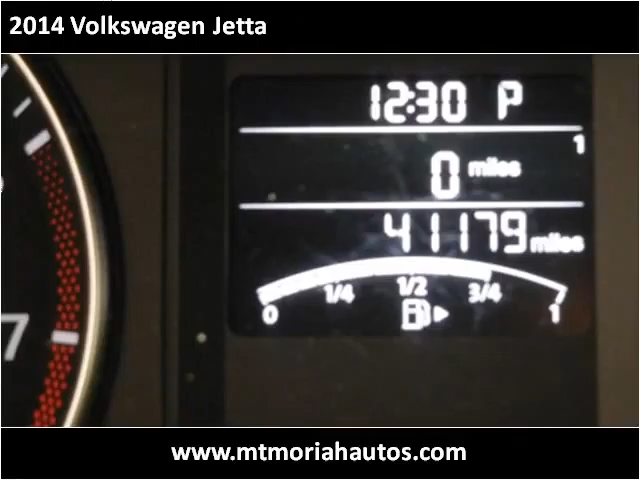 2014 Volkswagen Jetta
12:30 P
1
0 miles
41179 miles
0 1/4 1/2 3/4 1
7
www.mtmoriahautos.com